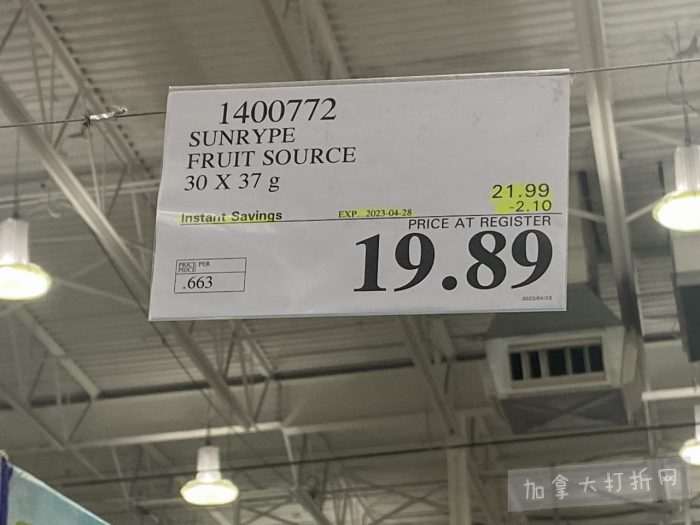 1400772
SUNRYPE
FRUIT SOURCE
30 X 37 g
21.99
-2.10
Instant Savings EXP. 2023-04-28
PRICE AT REGISTER
19.89
PRICE PER
PRICE
.663
加拿大打折网